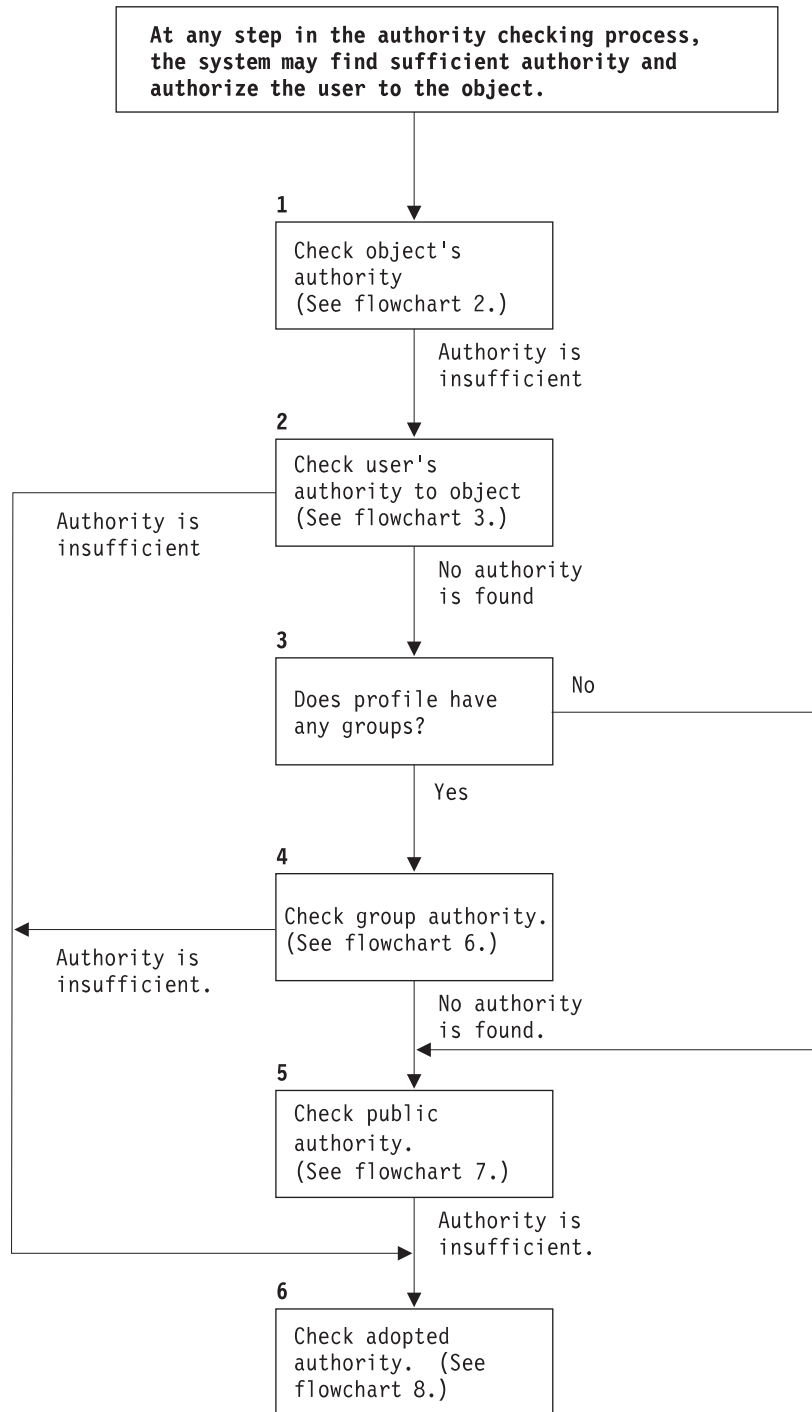 At any step in the authority checking process,
the system may find sufficient authority and
authorize the user to the object.
1
Check object's
authority
(See flowchart 2.)
Authority is
insufficient
2
Check user's
authority to object
(See flowchart 3.)
Authority is
insufficient
No authority
is found
3
Does profile have
any groups?
No
Yes
4
Check group authority.
(See flowchart 6.)
Authority is
insufficient.
No authority
is found.
5
Check public
authority.
(See flowchart 7.)
Authority is
insufficient.
6
Check adopted
authority. (See
flowchart 8.)